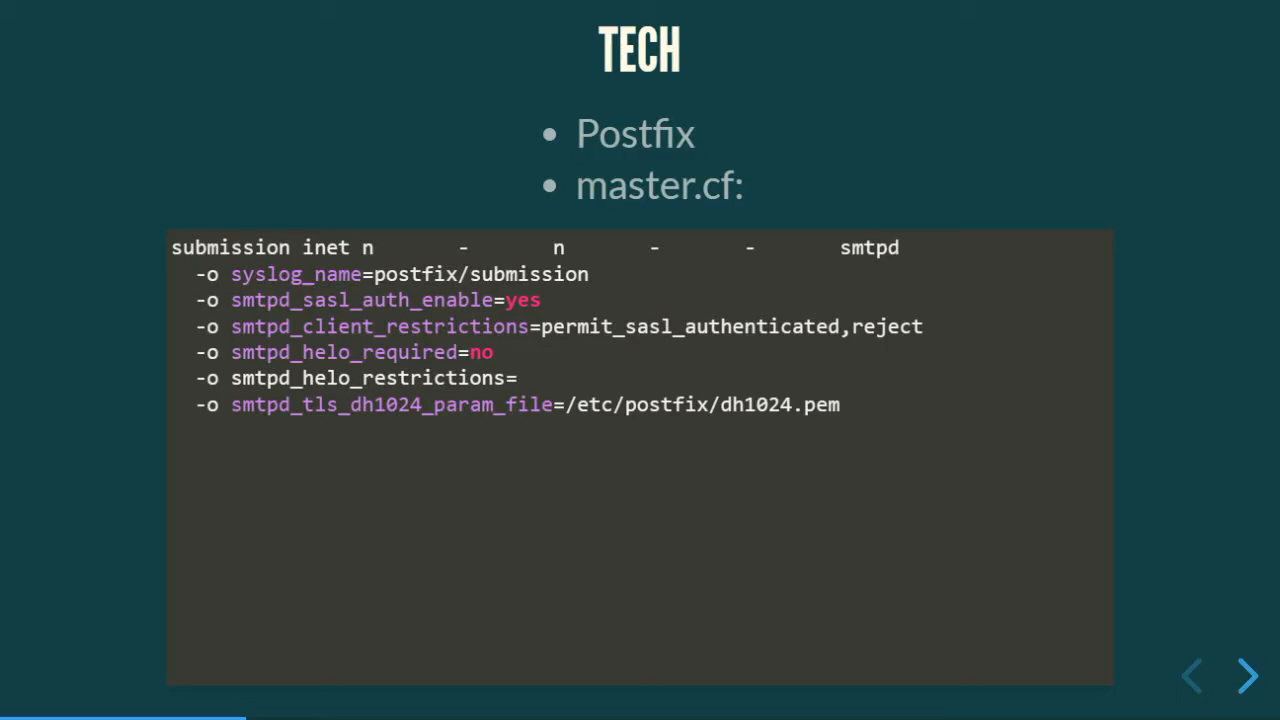 TECH
• Postfix
• master.cf:
submission inet n       -       n       -       -       smtpd
  -o syslog_name=postfix/submission
  -o smtpd_sasl_auth_enable=yes
  -o smtpd_client_restrictions=permit_sasl_authenticated,reject
  -o smtpd_helo_required=no
  -o smtpd_helo_restrictions=
  -o smtpd_tls_dh1024_param_file=/etc/postfix/dh1024.pem